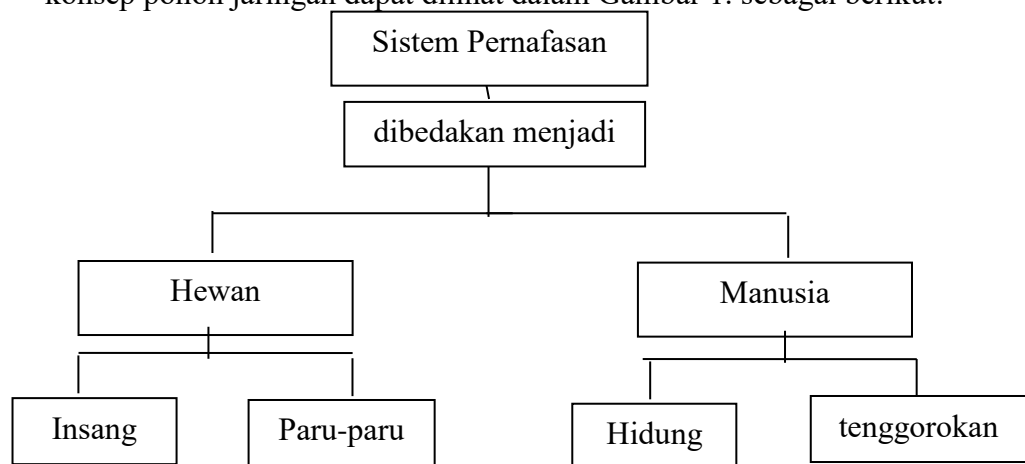 konsep pohon jaringan dapat dilihat dalam Gambar 1. sebagai berikut:
Sistem Pernafasan
dibedakan menjadi
Hewan
Manusia
Insang
Paru-paru
Hidung
tenggorokan